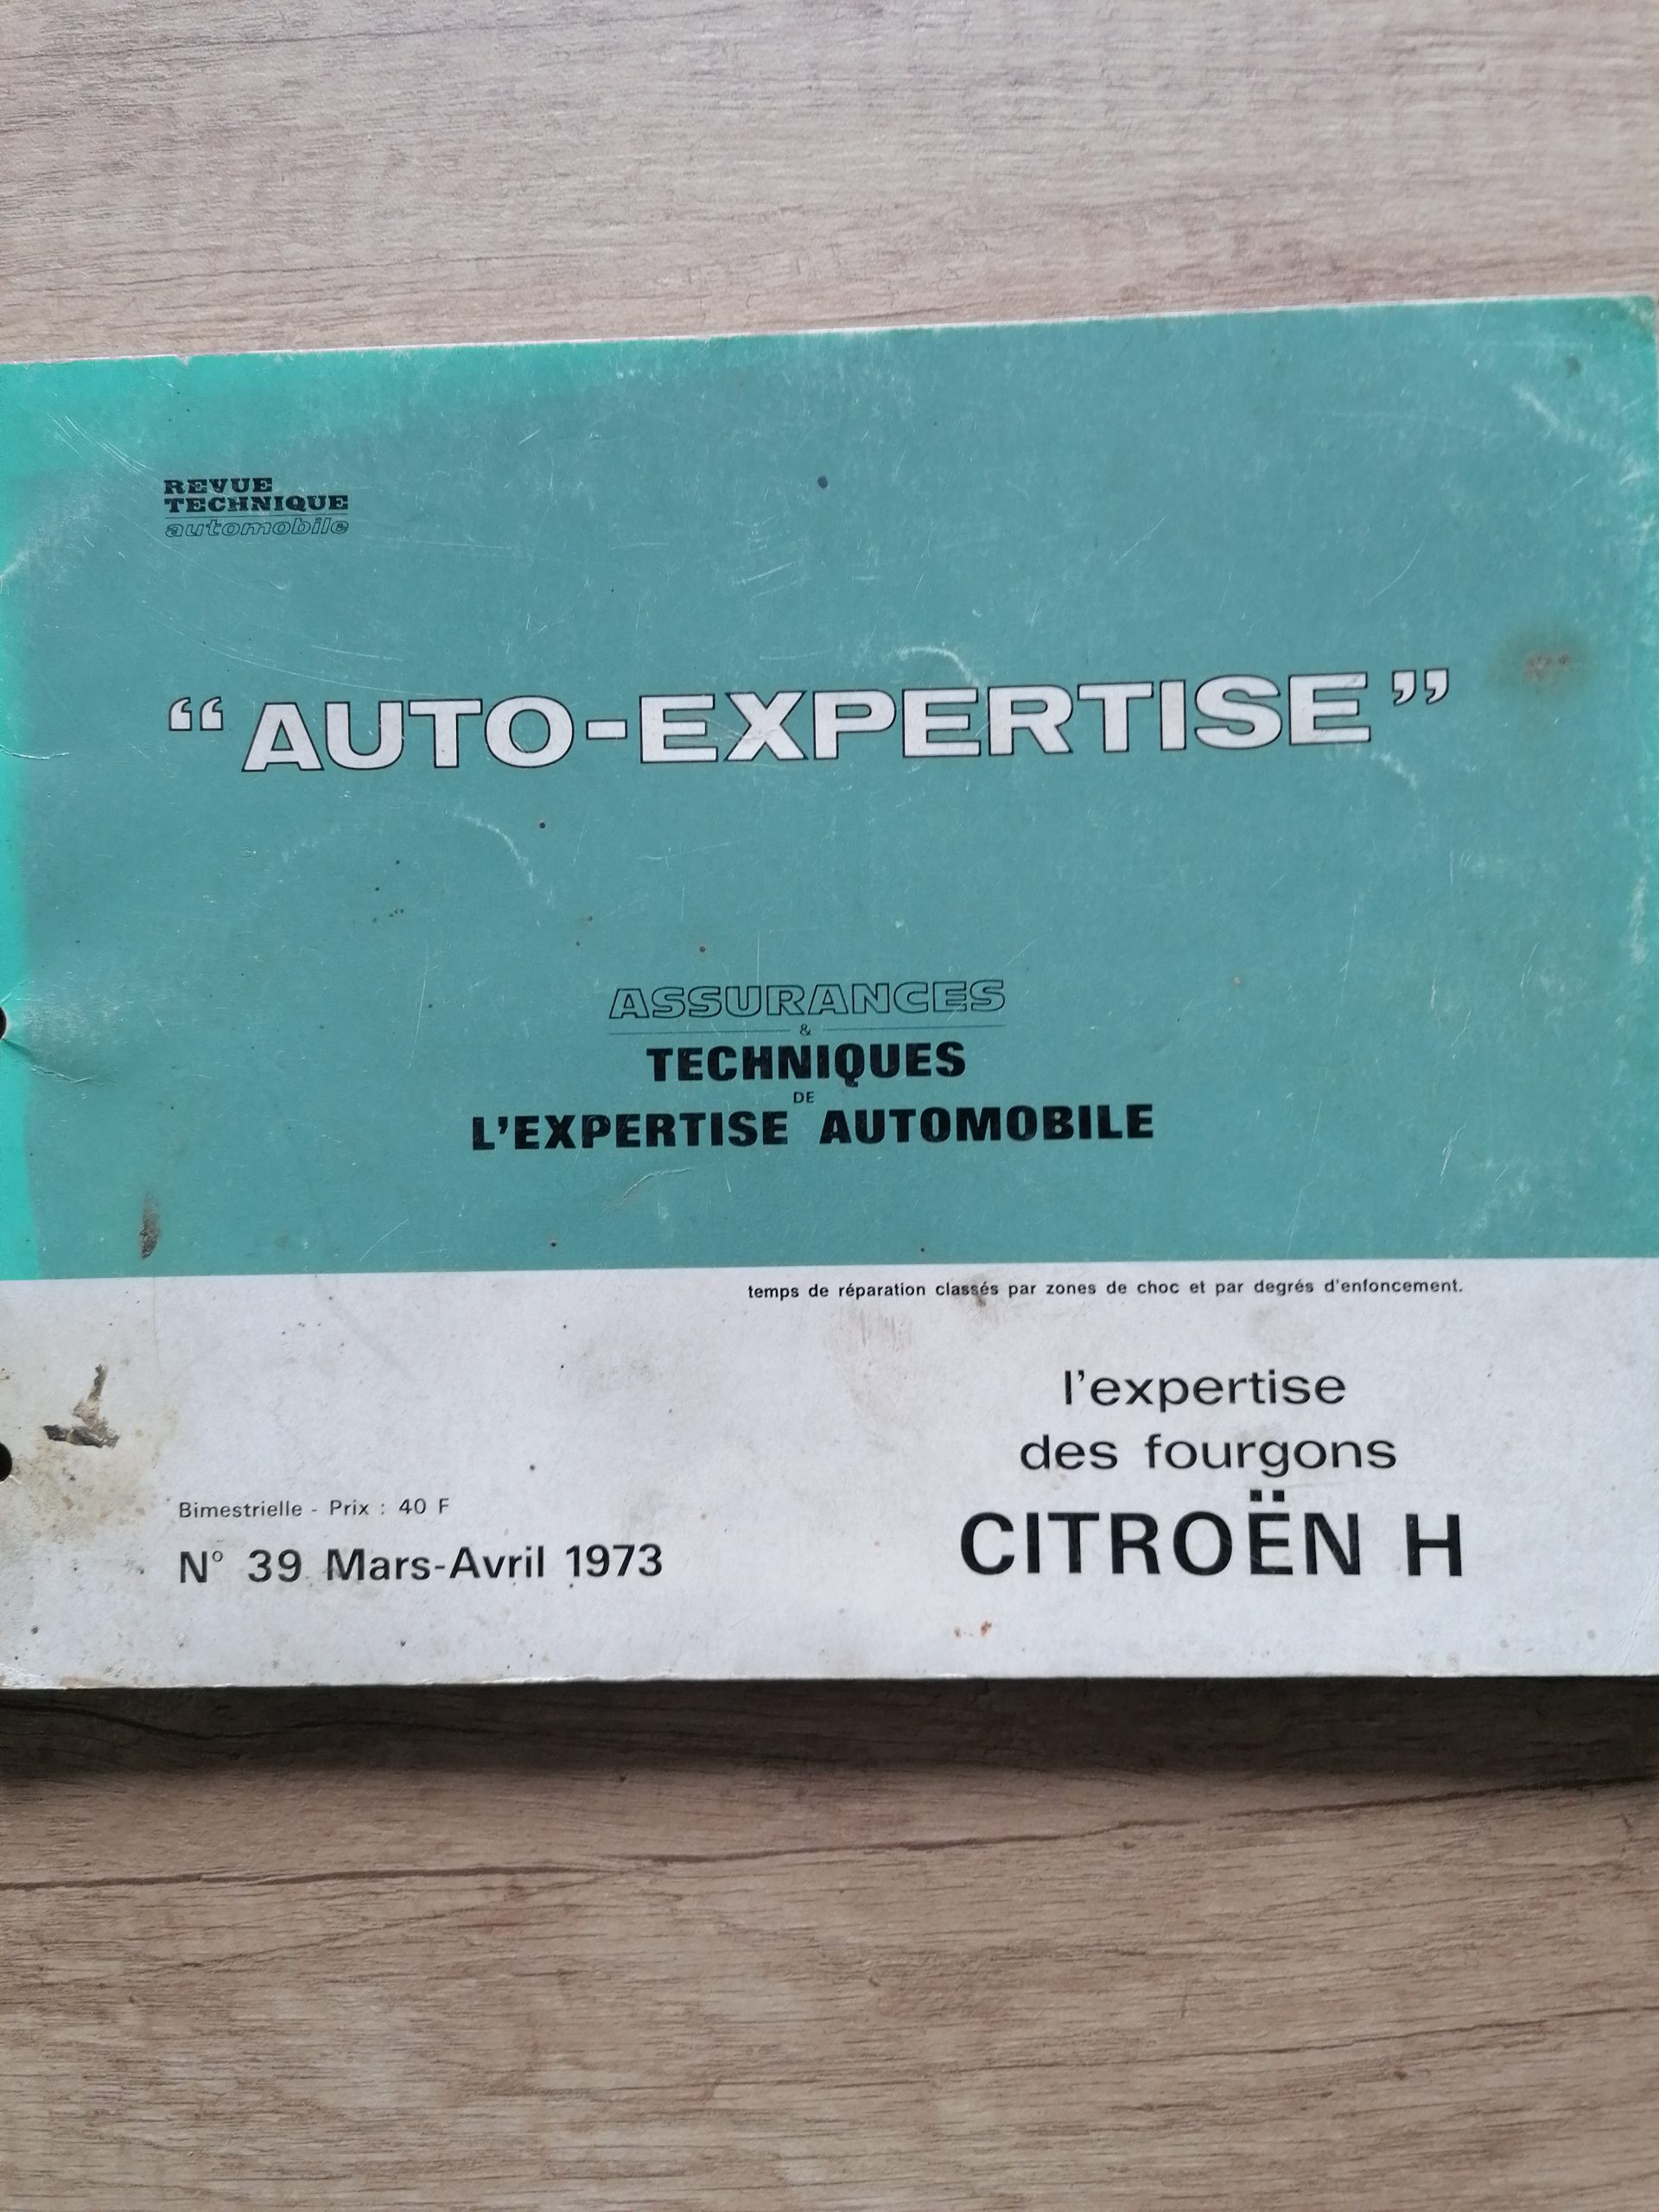 REVUE
TECHNIQUE
automobile
“AUTO-EXPERTISE”
ASSURANCES
&
TECHNIQUES
DE
L'EXPERTISE AUTOMOBILE
temps de réparation classés par zones de choc et par degrés d'enfoncement.
l'expertise
des fourgons
CITROËN H
Bimestrielle - Prix : 40 F
N° 39 Mars-Avril 1973